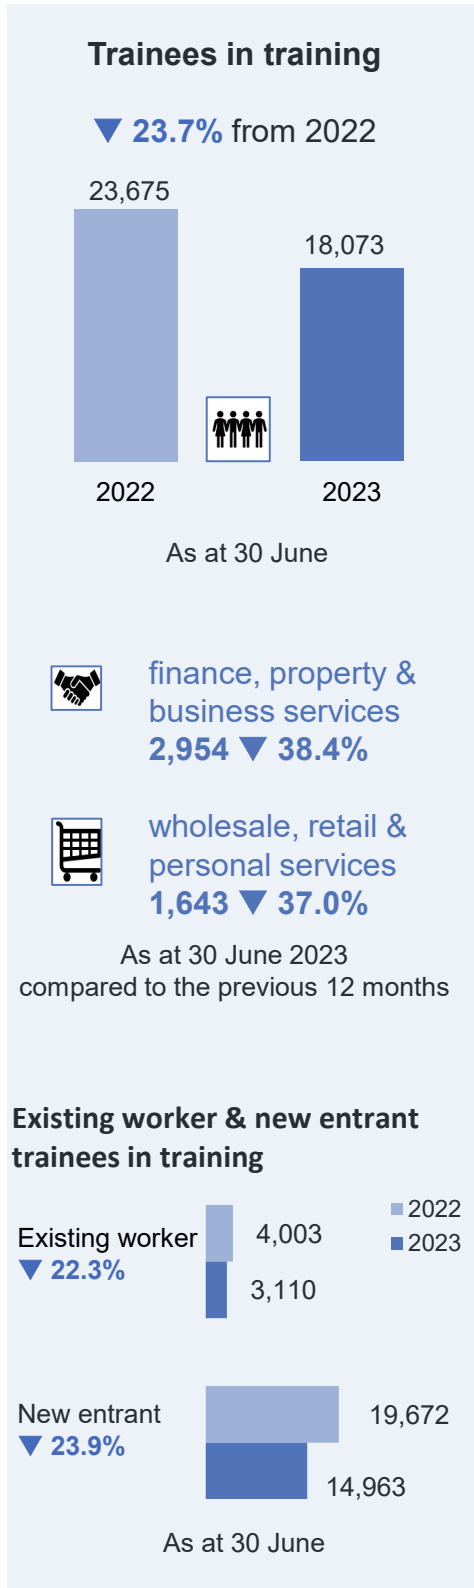 Trainees in training
▼ 23.7% from 2022
23,675
18,073
2022
2023
As at 30 June
finance, property &
business services
2,954 ▼ 38.4%
wholesale, retail &
personal services
1,643 ▼ 37.0%
As at 30 June 2023
compared to the previous 12 months
Existing worker & new entrant
trainees in training
2022
2023
Existing worker
▼ 22.3%
4,003
3,110
New entrant
▼ 23.9%
19,672
14,963
As at 30 June